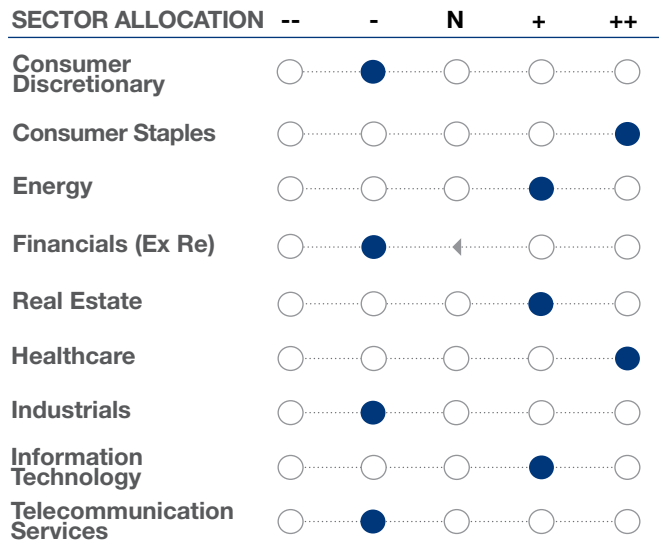 SECTOR ALLOCATION -- - N + ++
Consumer
Discretionary
Consumer Staples
Energy
Financials (Ex Re)
Real Estate
Healthcare
Industrials
Information
Technology
Telecommunication
Services